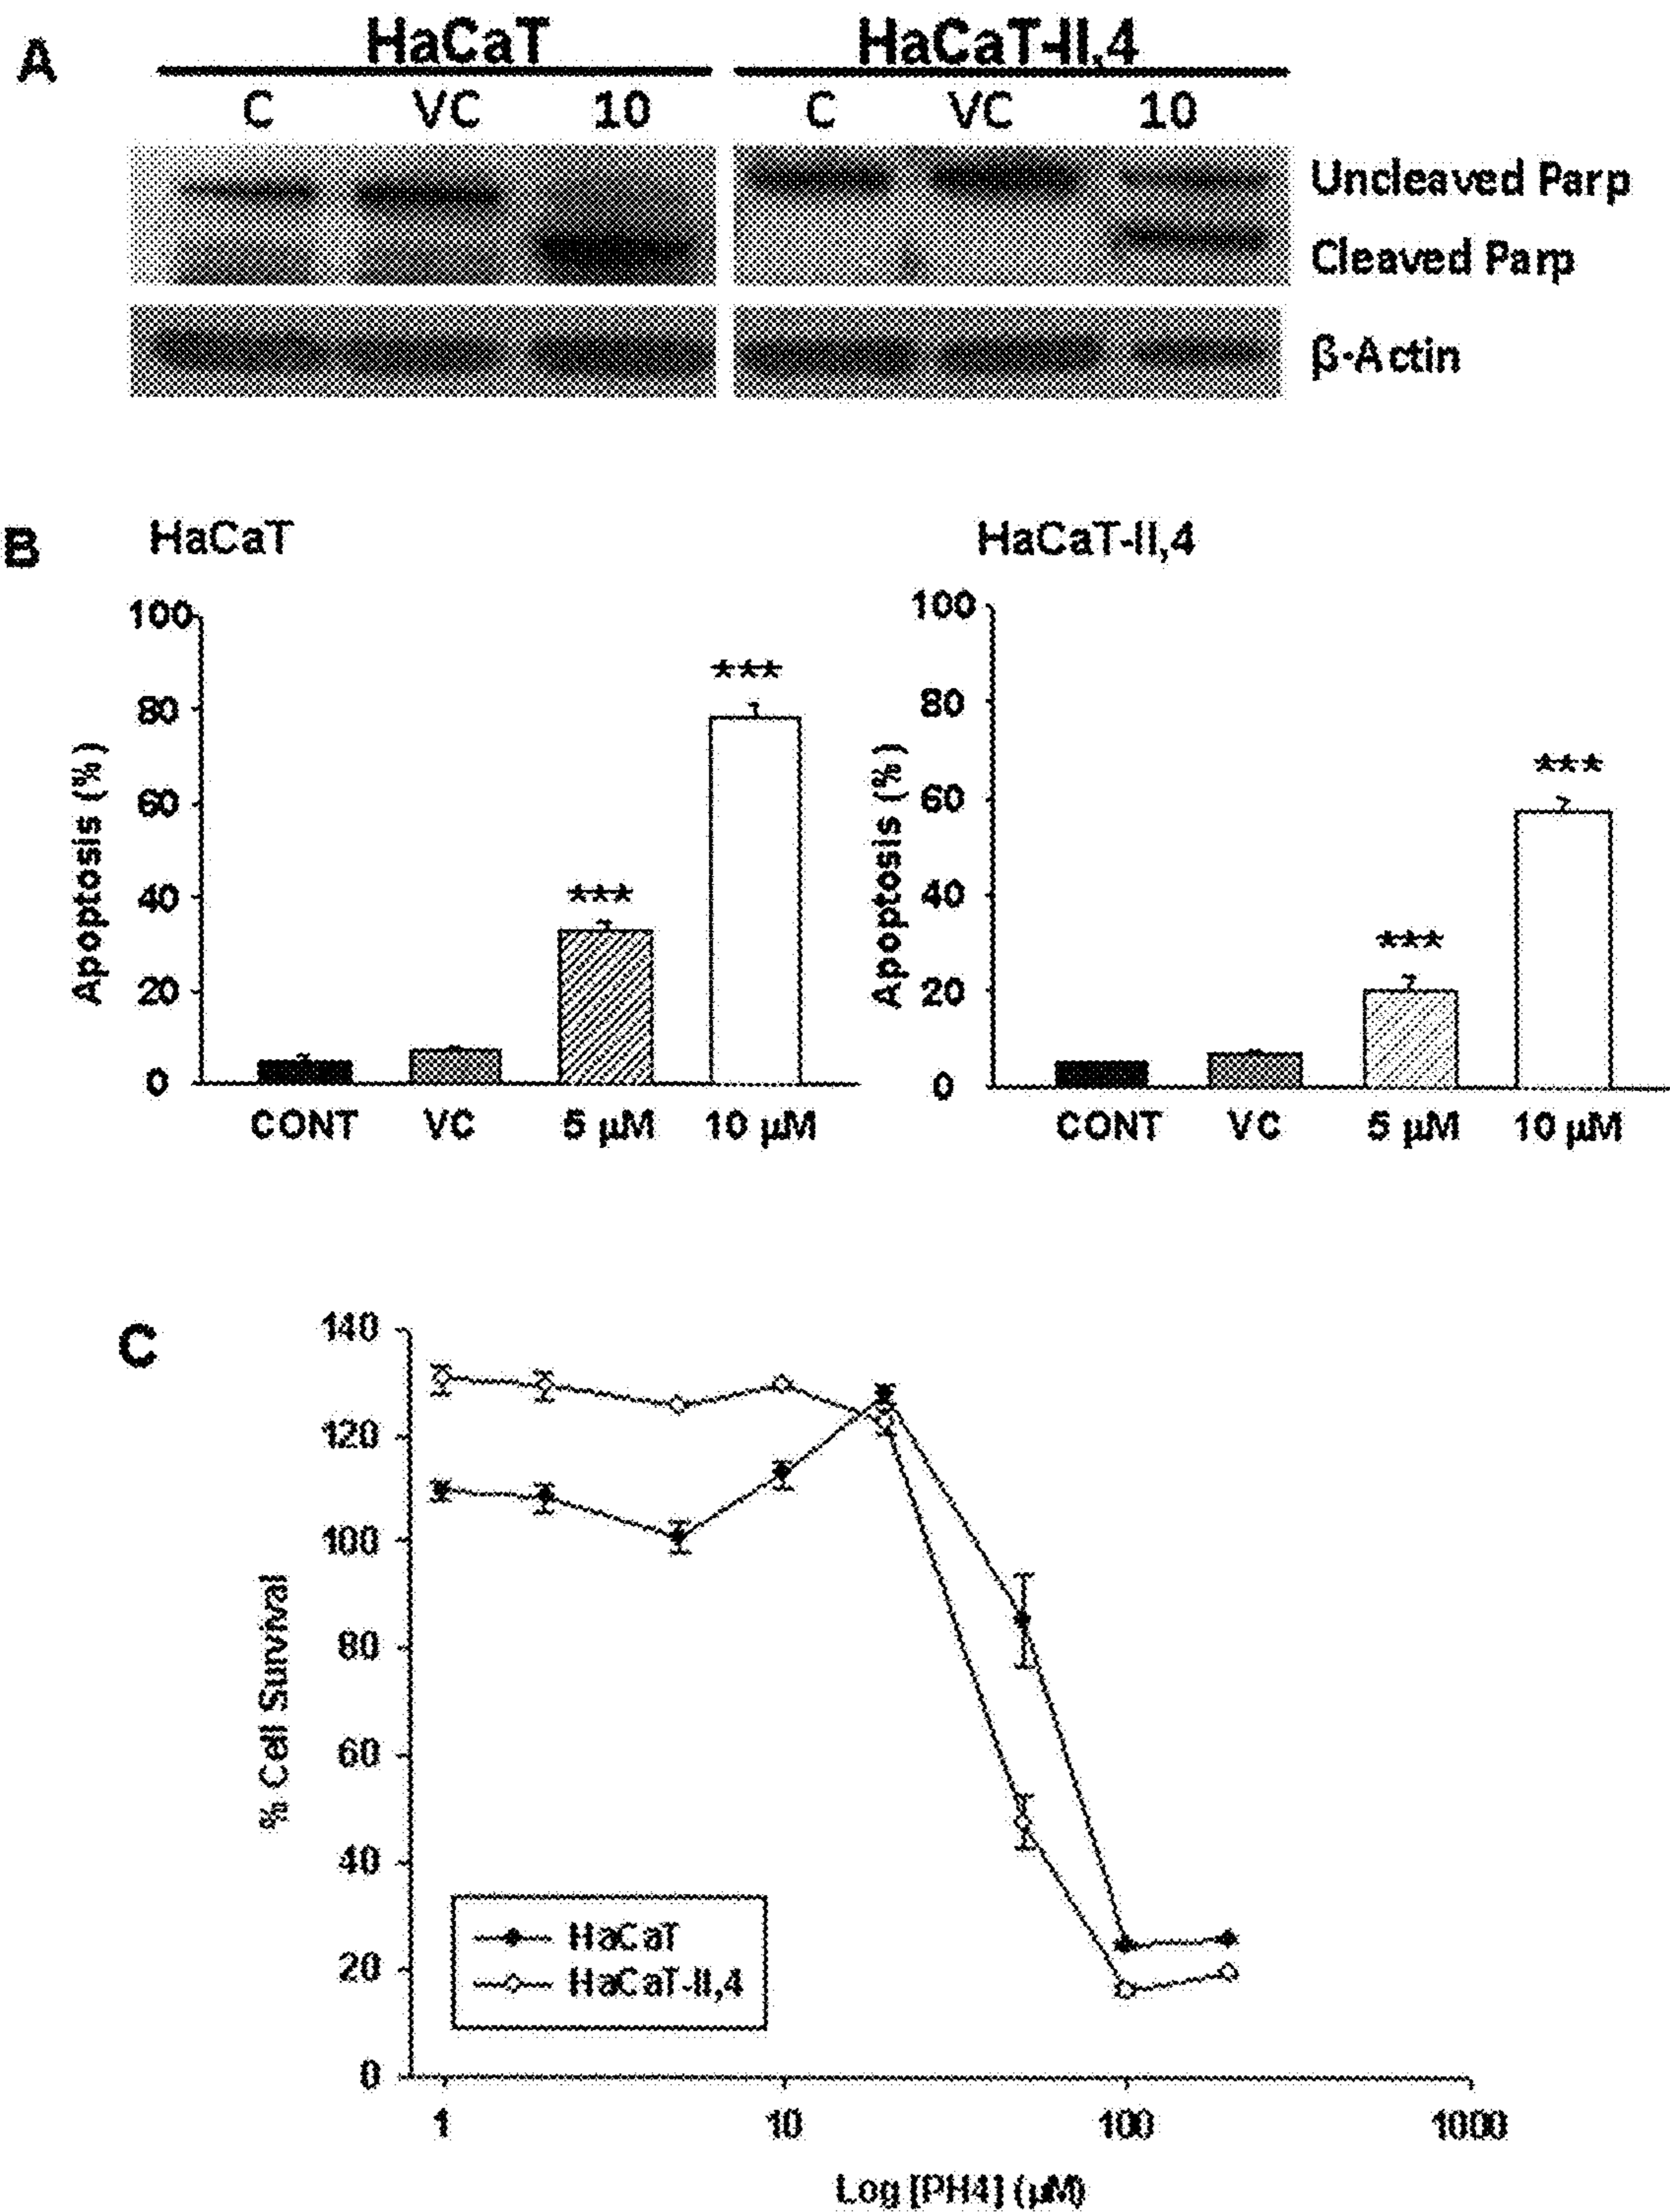 A
HaCaT HaCaT-II,4
C VC 10 C VC 10
Uncleaved Parp
Cleaved Parp
β-Actin
B
HaCaT
100
80
60
40
20
0
Apoptosis (%)
***
***
CONT VC 5 µM 10 µM
HaCaT-II,4
100
80
60
40
20
0
Apoptosis (%)
***
***
CONT VC 5 µM 10 µM
C
140
120
100
80
60
40
20
0
% Cell Survival
HaCaT
HaCaT-II,4
1 10 100 1000
Log [PH4] (µM)